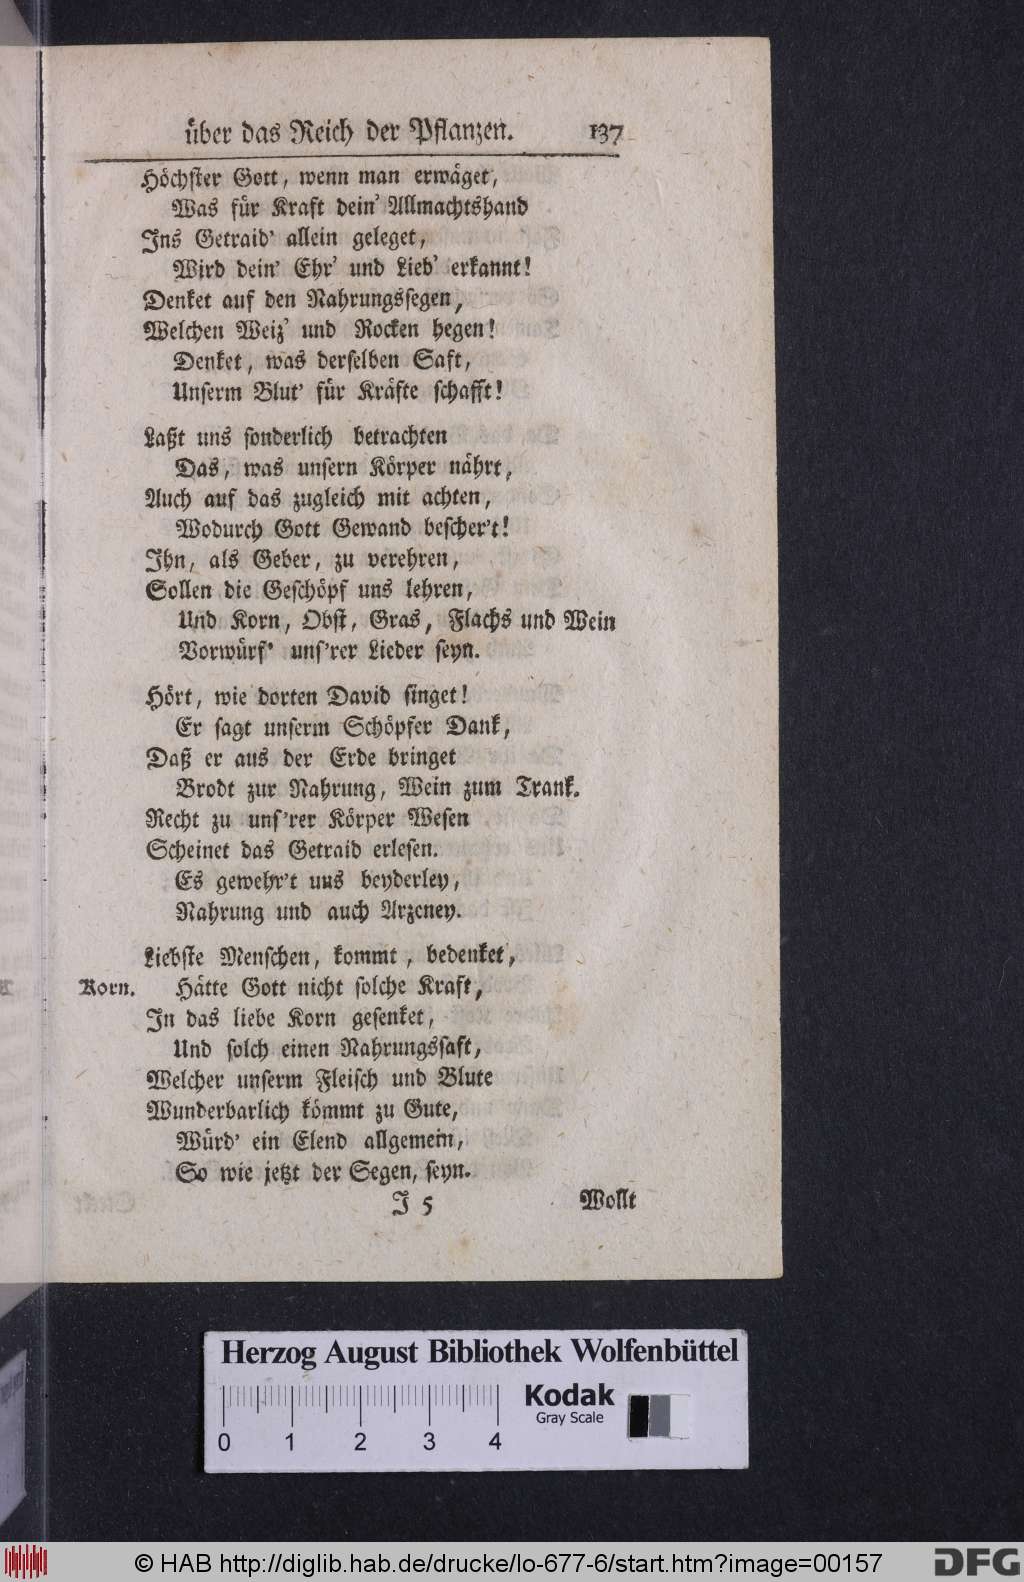 über das Reich der Pflanzen. 137
Höchster Gott, wenn man erwäget,
Was für Kraft dein' Allmachtshand
Ins Getraid' allein geleget,
Wird dein' Ehr' und Lieb' erkannt!
Denket auf den Nahrungssegen,
Welchen Weiz' und Rocken hegen!
Denket, was derselben Saft,
Unserm Blut' für Kräfte schafft!
Laßt uns sonderlich betrachten
Das, was unsern Körper nährt,
Auch auf das zugleich mit achten,
Wodurch Gott Gewand bescher't!
Ihn, als Geber, zu verehren,
Sollen die Geschöpf uns lehren,
Und Korn, Obst, Gras, Flachs und Wein
Vorwürf' uns'rer Lieder seyn.
Hört, wie dorten David singet!
Er sagt unserm Schöpfer Dank,
Daß er aus der Erde bringet
Brodt zur Nahrung, Wein zum Trank.
Recht zu uns'rer Körper Wesen
Scheinet das Getraid erlesen.
Es gewehr't uns beyderley,
Nahrung und auch Arzeney.
Liebste Menschen, kommt, bedenket,
Korn. Hätte Gott nicht solche Kraft,
In das liebe Korn gesenket,
Und solch einen Nahrungssaft,
Welcher unserm Fleisch und Blute
Wunderbarlich kömmt zu Gute,
Würd' ein Elend allgemein,
So wie jetzt der Segen, seyn.
J 5 Wollt
Herzog August Bibliothek Wolfenbüttel
Kodak
Gray Scale
0 1 2 3 4
© HAB http://diglib.hab.de/drucke/lo-677-6/start.htm?image=00157
DFG